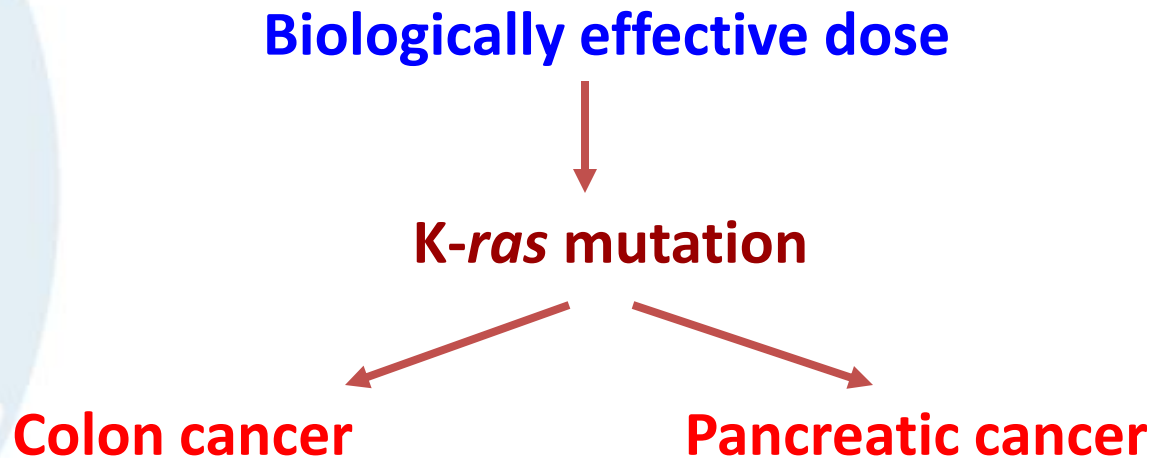 Biologically effective dose
K-ras mutation
Colon cancer
Pancreatic cancer